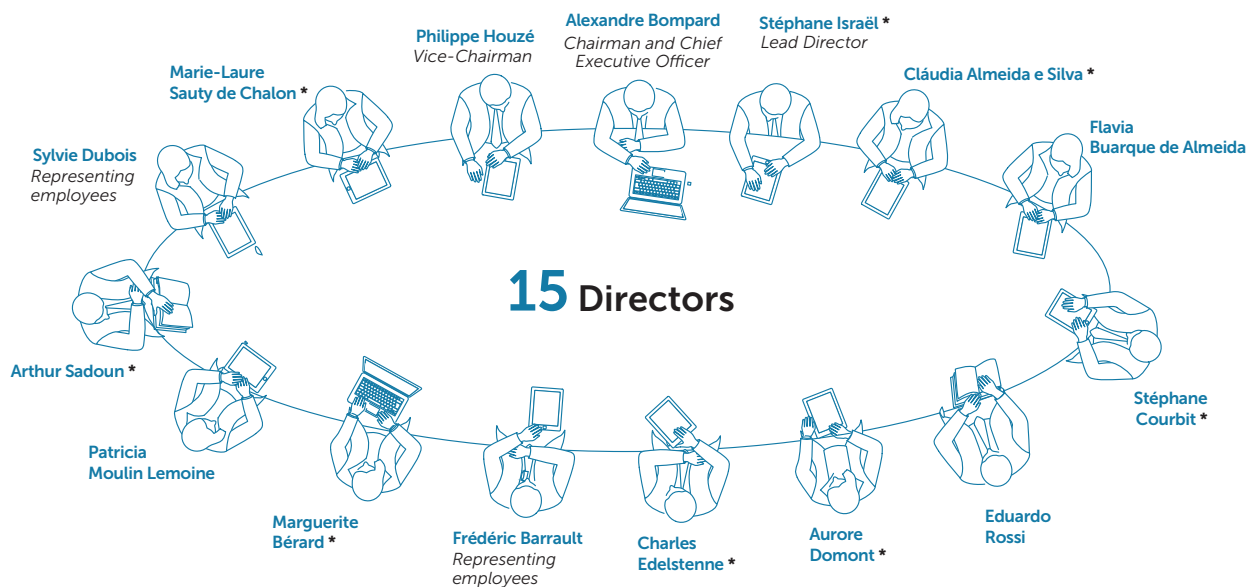 Alexandre Bompard
Chairman and Chief
Executive Officer
Stéphane Israël *
Lead Director
Philippe Houzé
Vice-Chairman
Marie-Laure
Sauty de Chalon *
Cláudia Almeida e Silva *
Flavia
Buarque de Almeida
Sylvie Dubois
Representing
employees
15 Directors
Arthur Sadoun *
Stéphane
Courbit *
Patricia
Moulin Lemoine
Marguerite
Bérard *
Frédéric Barrault
Representing
employees
Charles
Edelstenne *
Aurore
Domont *
Eduardo
Rossi